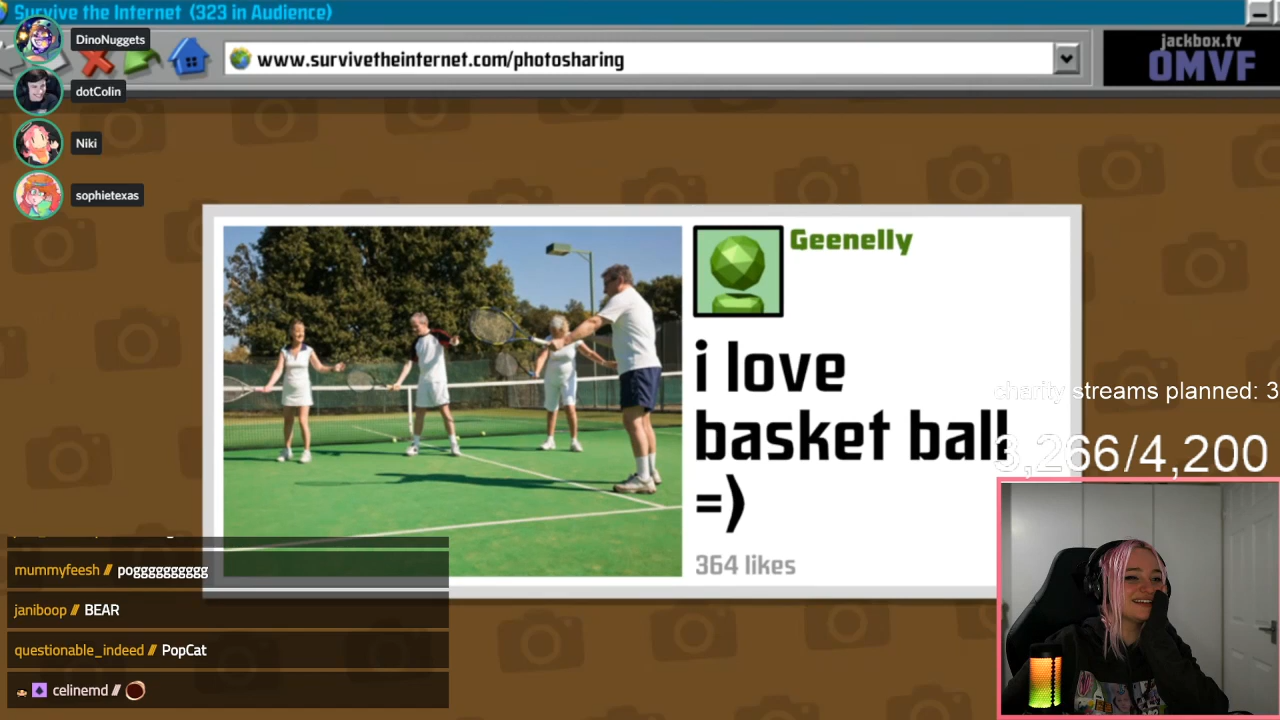 Survive the Internet (323 in Audience)
DinoNuggets
www.survivetheinternet.com/photosharing
jackbox.tv
OMVF
dotColin
Niki
sophietexas
Geenelly
i love
basket ball
=)
364 likes
charity streams planned: 3
3,266/4,200
mummyfeesh // pogggggggggg
janiboop // BEAR
questionable_indeed // PopCat
celinemd //